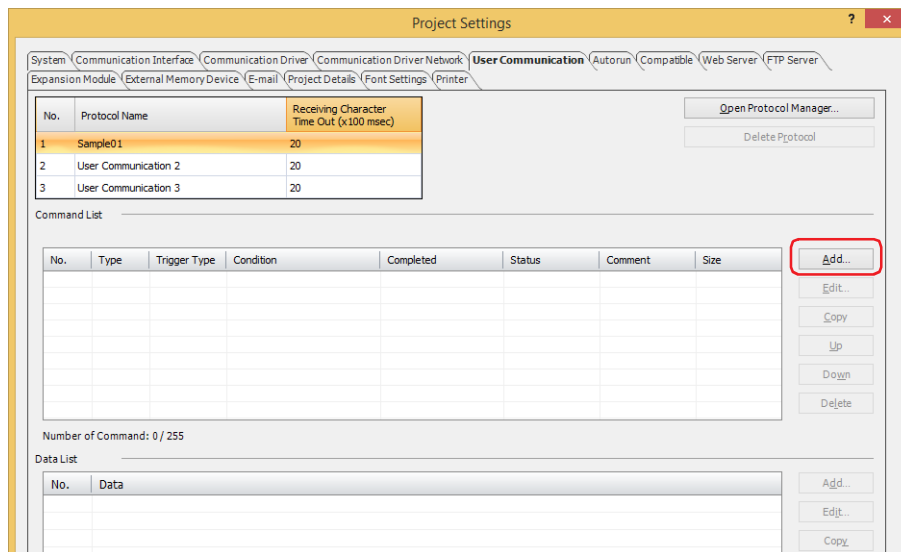 Project Settings
?
System Communication Interface Communication Driver Communication Driver Network User Communication Autorun Compatible Web Server FTP Server
Expansion Module External Memory Device E-mail Project Details Font Settings Printer
No. Protocol Name Receiving Character
Time Out (x100 msec)
1 Sample01 20
2 User Communication 2 20
3 User Communication 3 20
Open Protocol Manager...
Delete Protocol
Command List
No. Type Trigger Type Condition Completed Status Comment Size
Add...
Edit...
Copy
Up
Down
Delete
Number of Command: 0 / 255
Data List
No. Data
Add...
Edit...
Copy